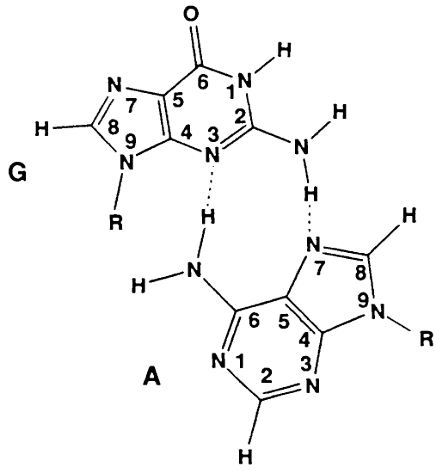 O
H
N 7 5 6 1 N
H
H 8 9 4 3 2
N N N
G H
R H H
N 7
H N 8
9 N
6 5 4 R
N 1 3
A 2 N
H